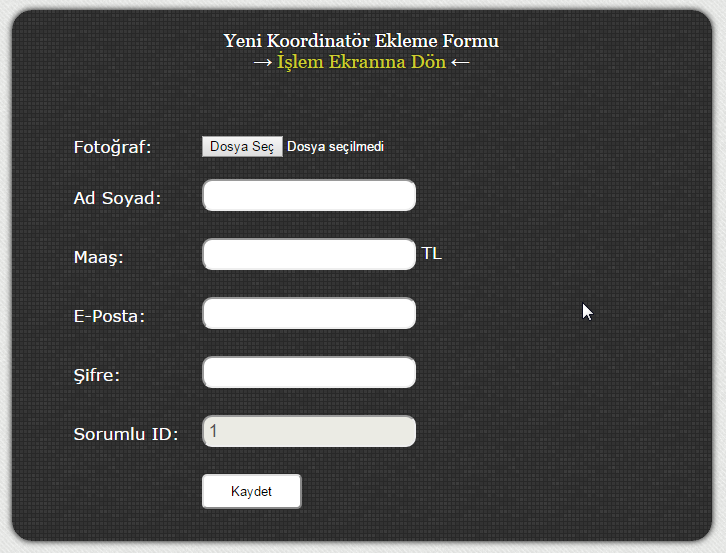 Yeni Koordinatör Ekleme Formu
→ İşlem Ekranına Dön ←
Fotoğraf: Dosya Seç Dosya seçilmedi
Ad Soyad:
Maaş: TL
E-Posta:
Şifre:
Sorumlu ID: 1
Kaydet